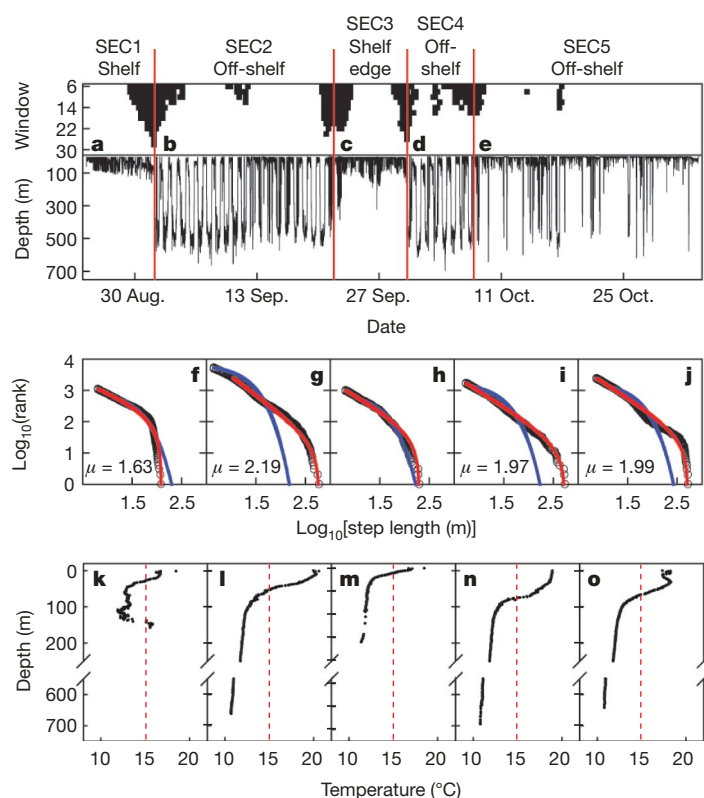 SEC1 Shelf
SEC2 Off-shelf
SEC3 Shelf edge
SEC4 Off-shelf
SEC5 Off-shelf
Window
6
14
22
30
a
b
c
d
e
Depth (m)
100
300
500
700
30 Aug.
13 Sep.
27 Sep.
11 Oct.
25 Oct.
Date
Log10(rank)
4
3
2
1
0
f
g
h
i
j
μ = 1.63
μ = 2.19
μ = 1.97
μ = 1.99
1.5 2.5
1.5 2.5
1.5 2.5
1.5 2.5
1.5 2.5
Log10[step length (m)]
Depth (m)
0
100
200
600
700
k
l
m
n
o
10 15 20
10 15 20
10 15
10 15 20
10 15 20
Temperature (°C)